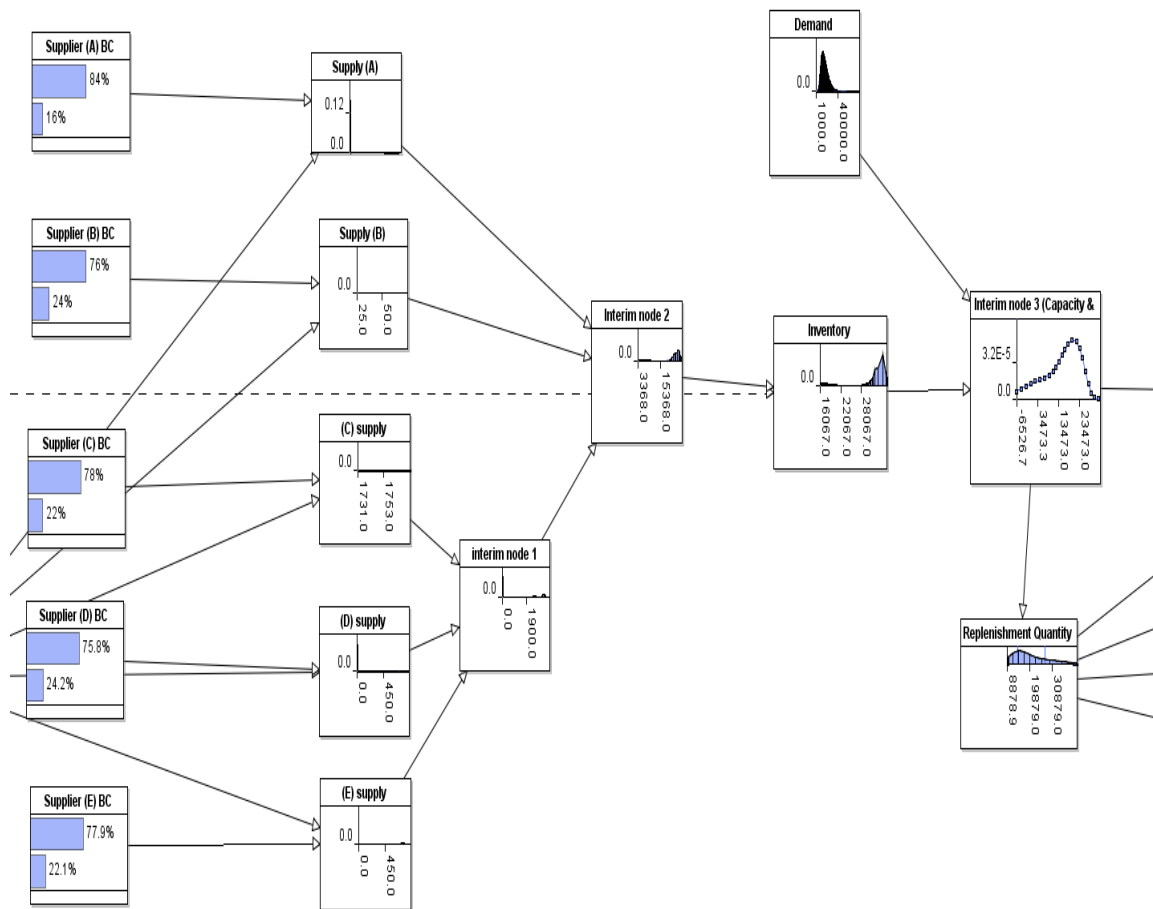 Supplier (A) BC
84%
16%
Supply (A)
0.12
0.0
Demand
0.0
1000.0
40000.0
Supplier (B) BC
76%
24%
Supply (B)
0.0
25.0
50.0
Interim node 2
0.0
3368.0
15368.0
Inventory
0.0
16067.0
22067.0
28067.0
Interim node 3 (Capacity &
3.2E-5
0.0
-6526.7
3473.3
13473.0
23473.0
Supplier (C) BC
78%
22%
(C) supply
0.0
1731.0
1753.0
interim node 1
0.0
0.0
1900.0
Supplier (D) BC
75.8%
24.2%
(D) supply
0.0
0.0
450.0
Replenishment Quantity
8878.9
19879.0
30879.0
Supplier (E) BC
77.9%
22.1%
(E) supply
0.0
0.0
450.0